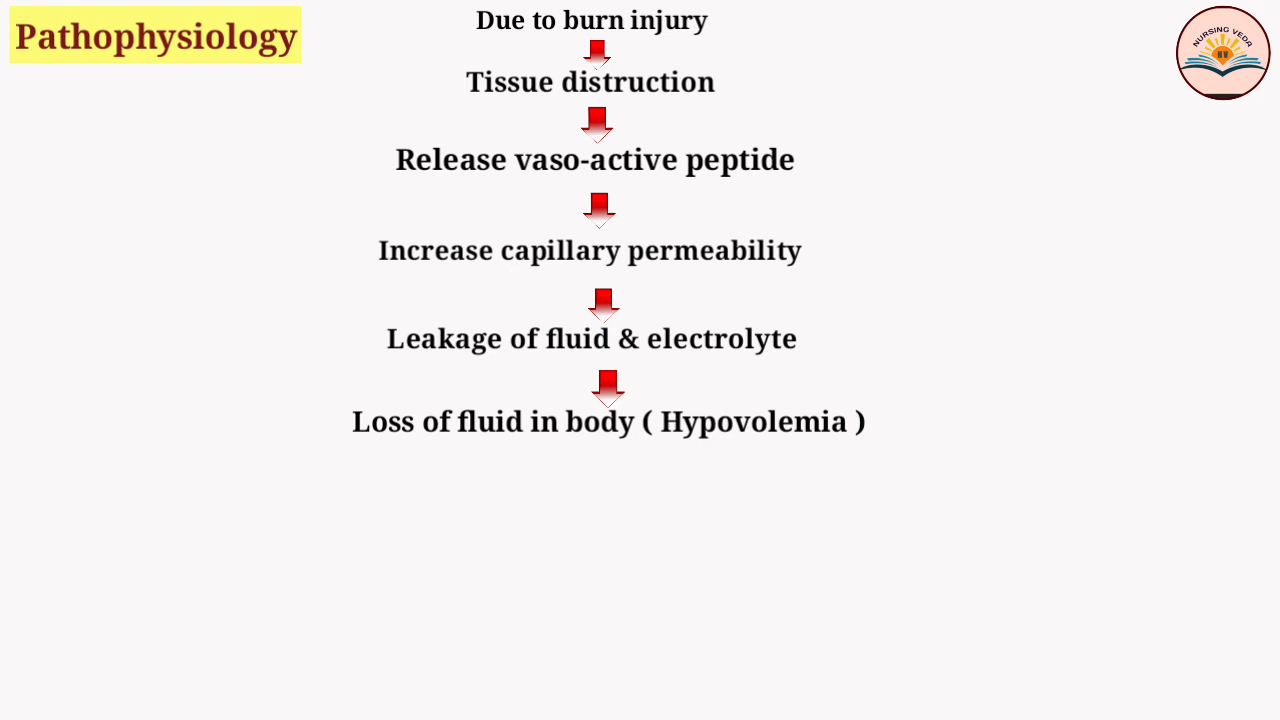 Pathophysiology
Due to burn injury
Tissue distruction
Release vaso-active peptide
Increase capillary permeability
Leakage of fluid & electrolyte
Loss of fluid in body ( Hypovolemia )
NURSING VEDA
NV